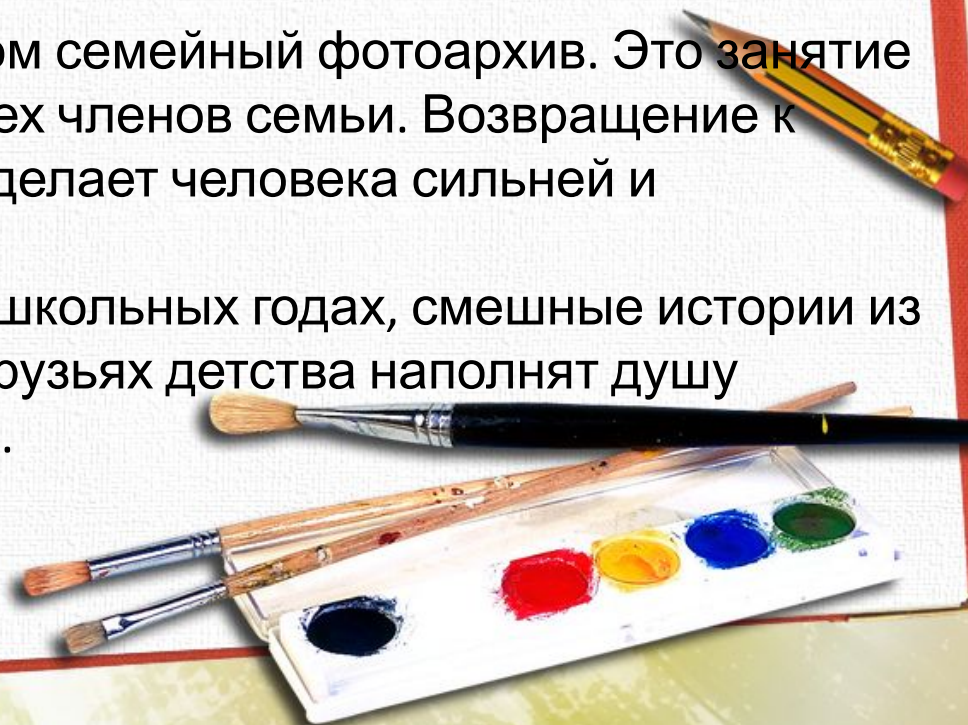 ом семейный фотоархив. Это занятие
ех членов семьи. Возвращение к
делает человека сильней и
школьных годах, смешные истории из
рузьях детства наполнят душу
.